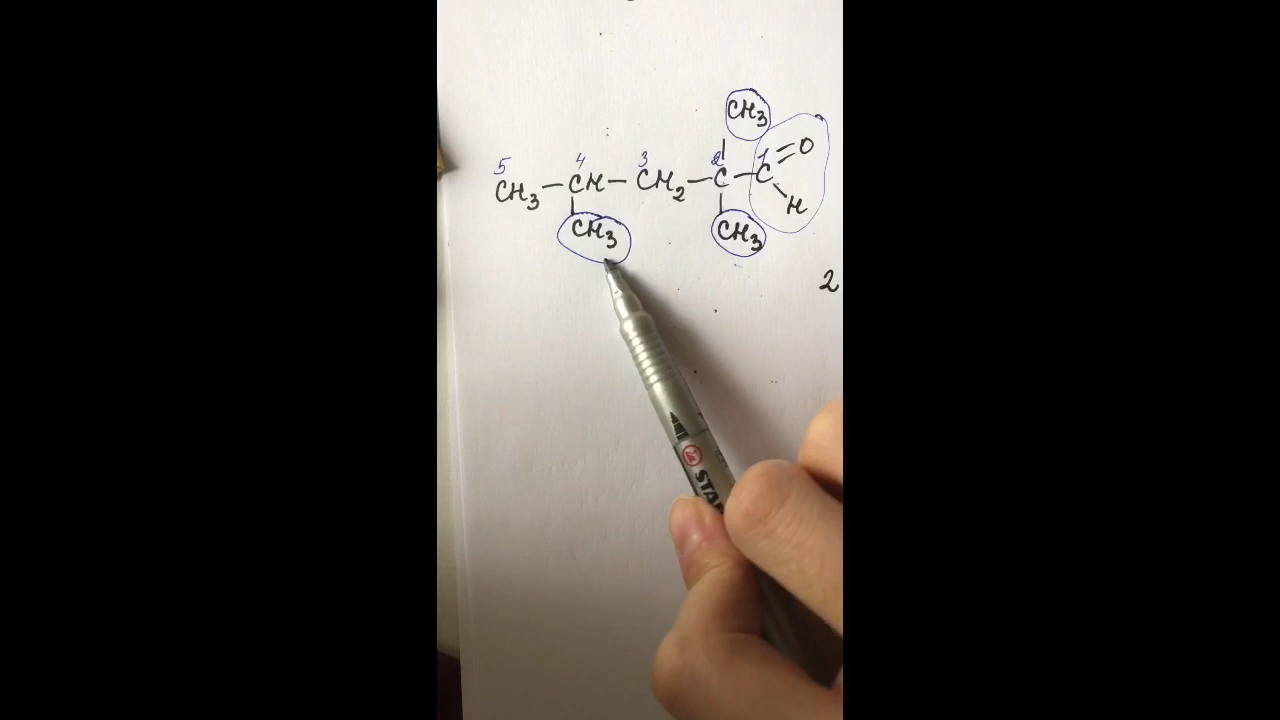 CH3
5 4 3 2 1
CH3 — CH — CH2 — C — C =O
H
CH3 CH3
2
STA